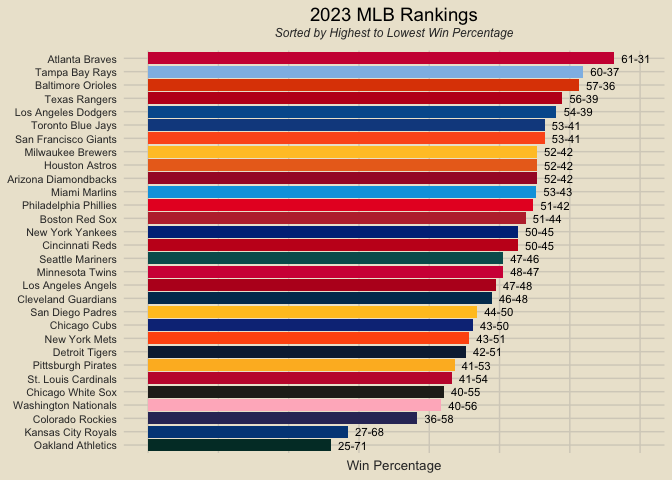 2023 MLB Rankings
Sorted by Highest to Lowest Win Percentage
Atlanta Braves 61-31
Tampa Bay Rays 60-37
Baltimore Orioles 57-36
Texas Rangers 56-39
Los Angeles Dodgers 54-39
Toronto Blue Jays 53-41
San Francisco Giants 53-41
Milwaukee Brewers 52-42
Houston Astros 52-42
Arizona Diamondbacks 52-42
Miami Marlins 53-43
Philadelphia Phillies 51-42
Boston Red Sox 51-44
New York Yankees 50-45
Cincinnati Reds 50-45
Seattle Mariners 47-46
Minnesota Twins 48-47
Los Angeles Angels 47-48
Cleveland Guardians 46-48
San Diego Padres 44-50
Chicago Cubs 43-50
New York Mets 43-51
Detroit Tigers 42-51
Pittsburgh Pirates 41-53
St. Louis Cardinals 41-54
Chicago White Sox 40-55
Washington Nationals 40-56
Colorado Rockies 36-58
Kansas City Royals 27-68
Oakland Athletics 25-71
Win Percentage